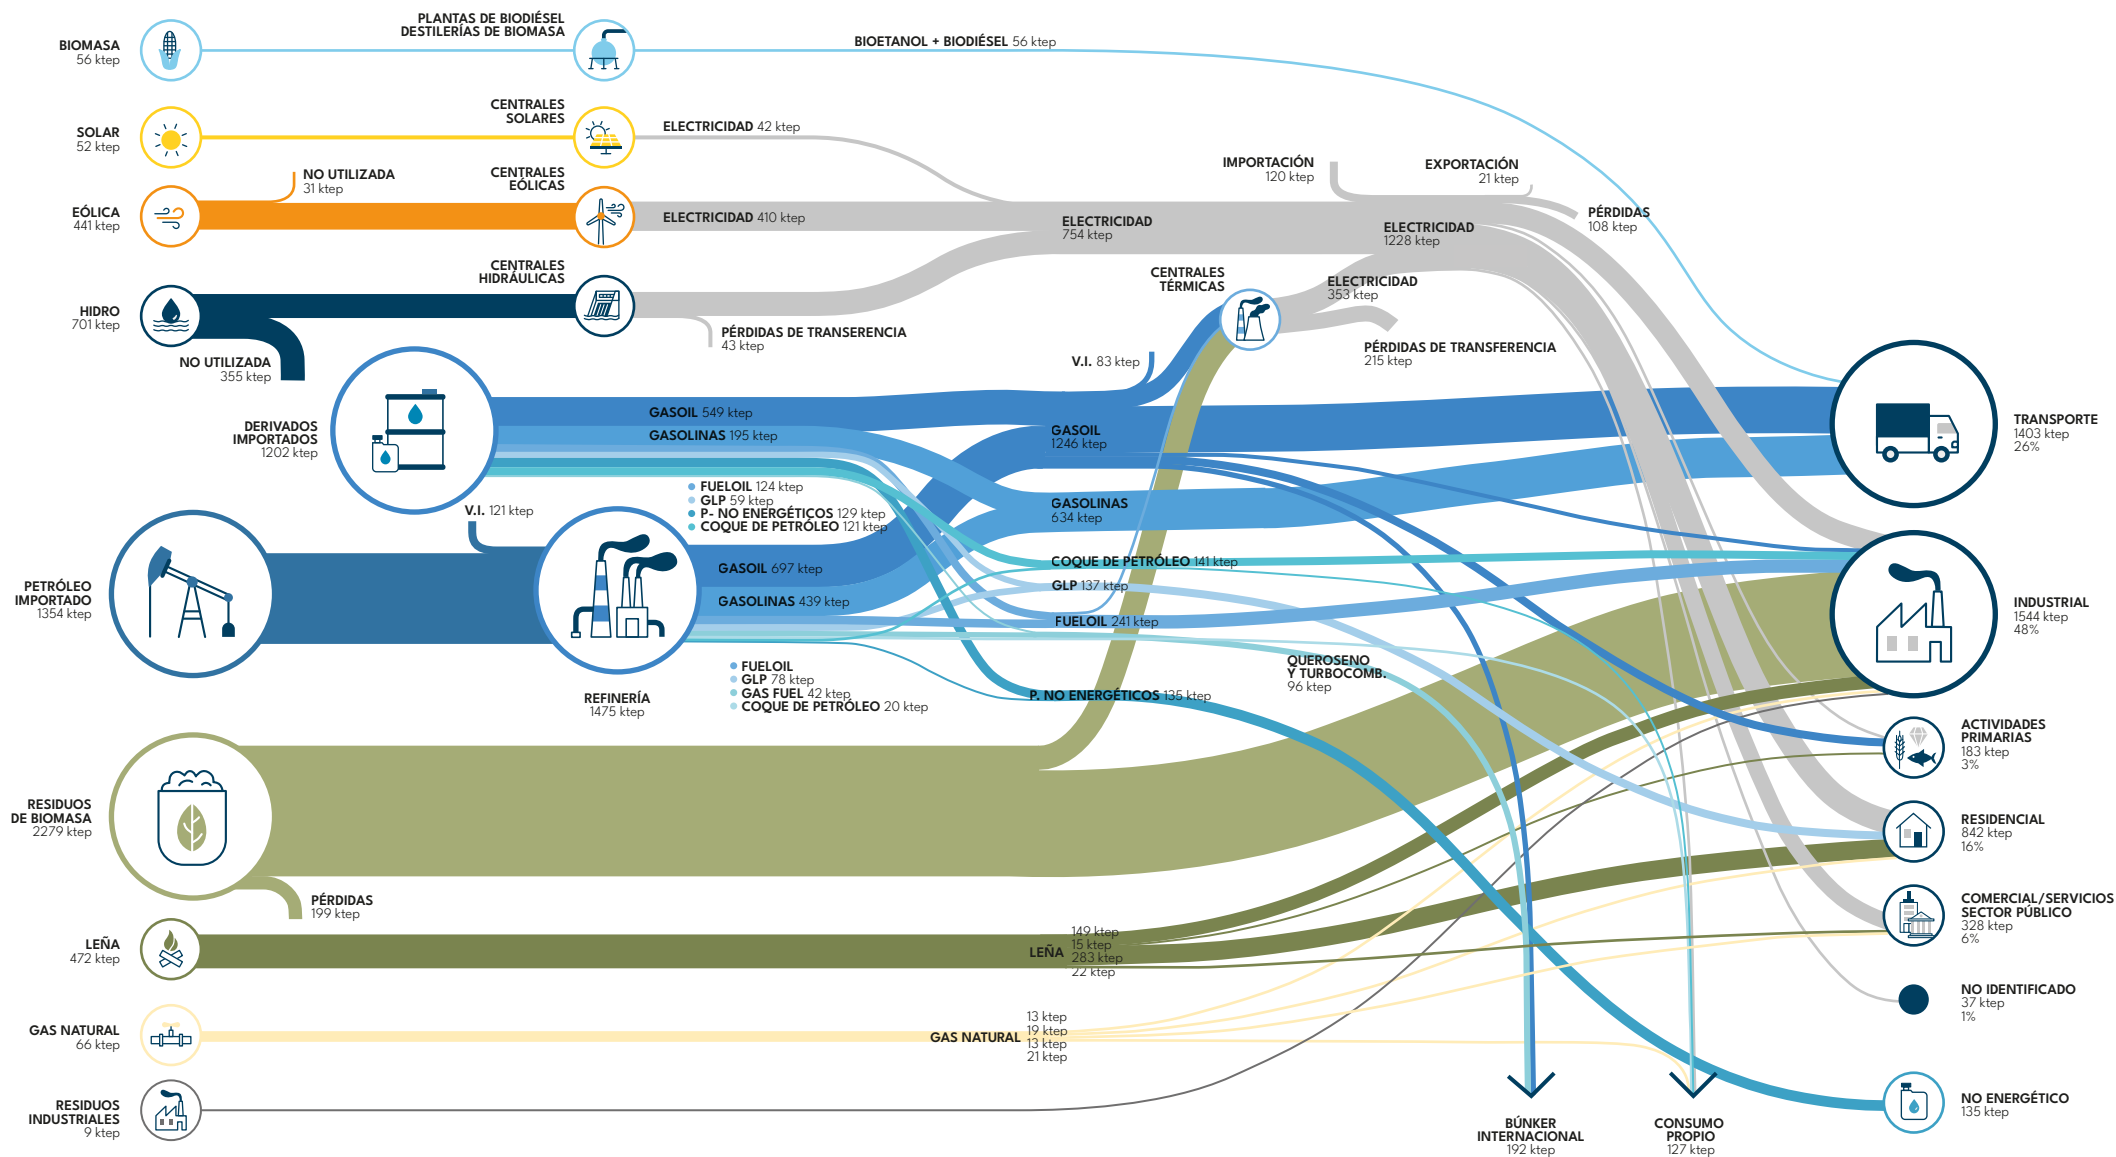 PLANTAS DE BIODIÉSEL
DESTILERÍAS DE BIOMASA
BIOMASA
56 ktep
BIOETANOL + BIODIÉSEL 56 ktep
CENTRALES
SOLARES
SOLAR
52 ktep
ELECTRICIDAD 42 ktep
NO UTILIZADA
31 ktep
CENTRALES
EÓLICAS
EÓLICA
441 ktep
ELECTRICIDAD 410 ktep
IMPORTACIÓN
120 ktep
EXPORTACIÓN
21 ktep
PÉRDIDAS
108 ktep
ELECTRICIDAD
754 ktep
ELECTRICIDAD
1228 ktep
CENTRALES
HIDRÁULICAS
HIDRO
701 ktep
NO UTILIZADA
355 ktep
PÉRDIDAS DE TRANSERENCIA
43 ktep
CENTRALES
TÉRMICAS
ELECTRICIDAD
353 ktep
PÉRDIDAS DE TRANSFERENCIA
215 ktep
V.I. 83 ktep
DERIVADOS
IMPORTADOS
1202 ktep
GASOIL 549 ktep
GASOLINAS 195 ktep
FUELOIL 124 ktep
GLP 59 ktep
P- NO ENERGÉTICOS 129 ktep
COQUE DE PETRÓLEO 121 ktep
GASOIL
1246 ktep
GASOLINAS
634 ktep
TRANSPORTE
1403 ktep
26%
V.I. 121 ktep
PETRÓLEO
IMPORTADO
1354 ktep
GASOIL 697 ktep
GASOLINAS 439 ktep
COQUE DE PETRÓLEO 141 ktep
GLP 137 ktep
FUELOIL 241 ktep
INDUSTRIAL
1544 ktep
48%
REFINERÍA
1475 ktep
FUELOIL
GLP 78 ktep
GAS FUEL 42 ktep
COQUE DE PETRÓLEO 20 ktep
P. NO ENERGÉTICOS 135 ktep
QUEROSENO
Y TURBOCOMB.
96 ktep
ACTIVIDADES
PRIMARIAS
183 ktep
3%
RESIDUOS
DE BIOMASA
2279 ktep
PÉRDIDAS
199 ktep
RESIDENCIAL
842 ktep
16%
LEÑA
472 ktep
LEÑA
149 ktep
15 ktep
283 ktep
22 ktep
COMERCIAL/SERVICIOS
SECTOR PÚBLICO
328 ktep
6%
GAS NATURAL
66 ktep
GAS NATURAL
13 ktep
19 ktep
13 ktep
21 ktep
NO IDENTIFICADO
37 ktep
1%
RESIDUOS
INDUSTRIALES
9 ktep
BÚNKER
INTERNACIONAL
192 ktep
CONSUMO
PROPIO
127 ktep
NO ENERGÉTICO
135 ktep